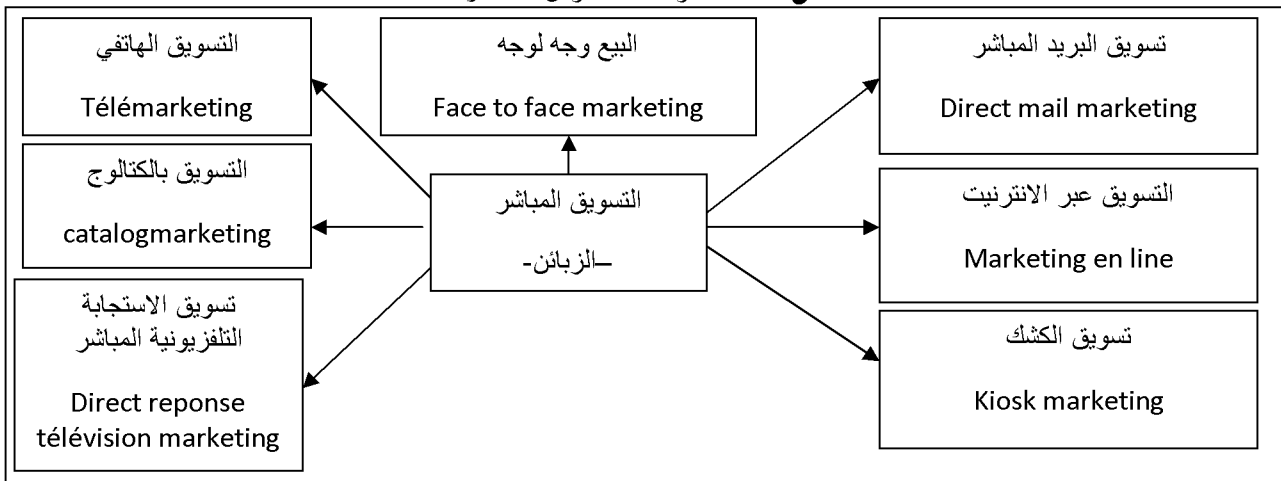 التسويق الهاتفي
Télémarketing
البيع وجه لوجه
Face to face marketing
تسويق البريد المباشر
Direct mail marketing
التسويق بالكتالوج
catalogmarketing
التسويق المباشر
–الزبائن-
التسويق عبر الانترنيت
Marketing en line
تسويق الاستجابة
التلفزيونية المباشر
Direct reponse
télévision marketing
تسويق الكشك
Kiosk marketing